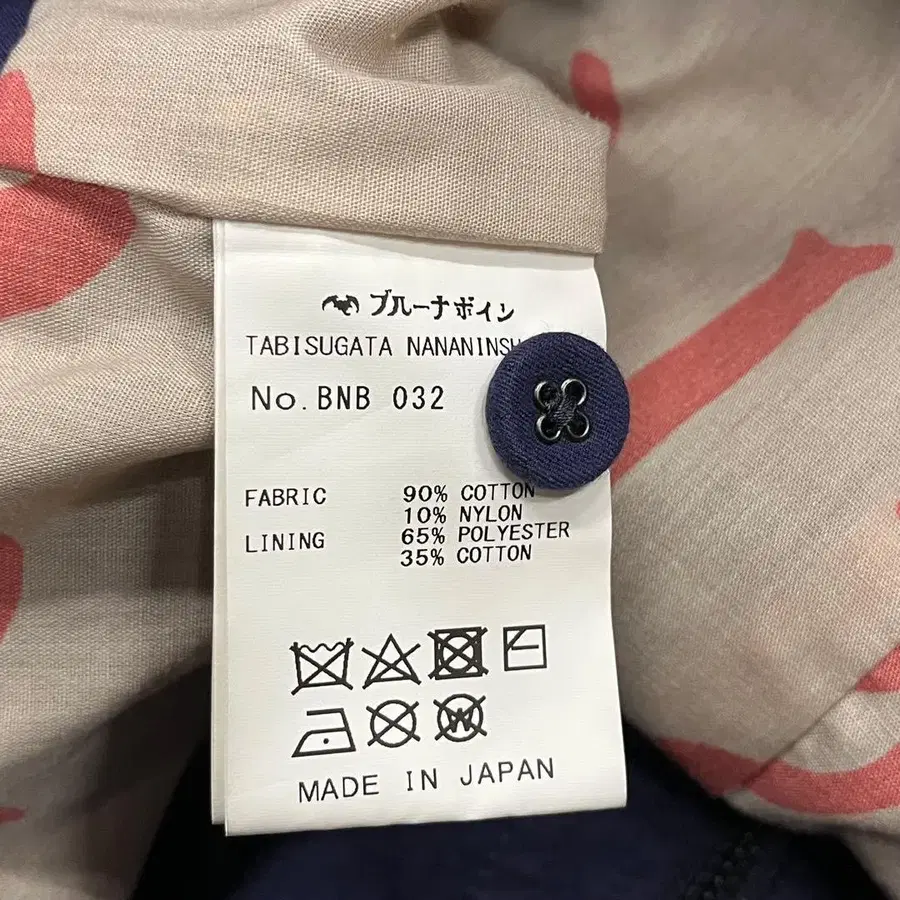 ブルーナボイン
TABISUGATA
No. BNB 032
FABRIC 90% COTTON
10% NYLON
LINING 65% POLYESTER
35% COTTON
MADE IN JAPAN